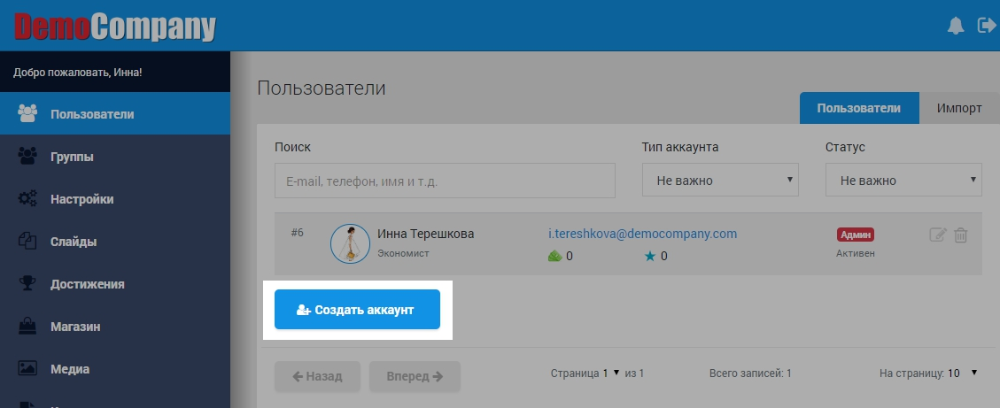 DemoCompany
Добро пожаловать, Инна!
Пользователи
Группы
Настройки
Слайды
Достижения
Магазин
Медиа
Пользователи
Пользователи Импорт
Поиск Тип аккаунта Статус
E-mail, телефон, имя и т.д. Не важно Не важно
#6 Инна Терешкова i.tereshkova@democompany.com Админ
Экономист 0 0 Активен
Создать аккаунт
Назад Вперед Страница 1 из 1 Всего записей: 1 На страницу: 10